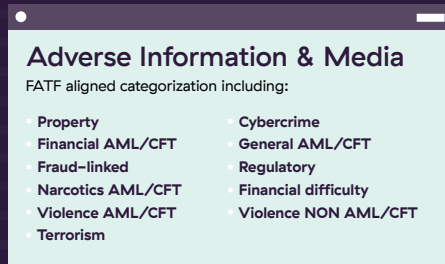 Adverse Information & Media
FATF aligned categorization including:
Property
Financial AML/CFT
Fraud-linked
Narcotics AML/CFT
Violence AML/CFT
Terrorism
Cybercrime
General AML/CFT
Regulatory
Financial difficulty
Violence NON AML/CFT